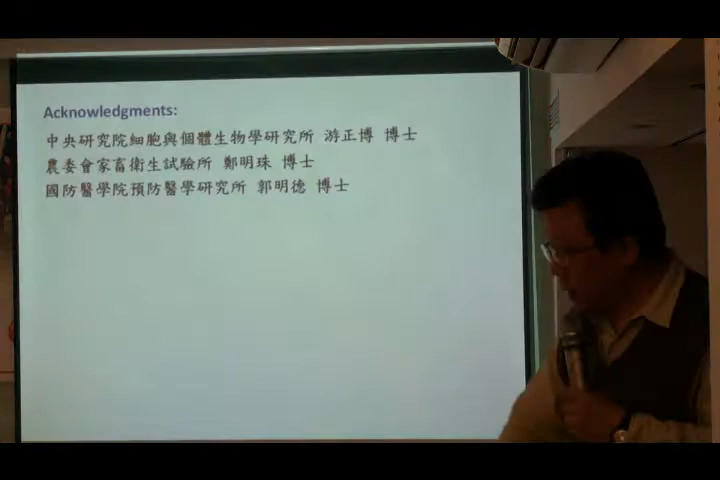 Acknowledgments:
中央研究院細胞與個體生物學研究所 游正博 博士
農委會家畜衛生試驗所 鄭明珠 博士
國防醫學院預防醫學研究所 郭明德 博士